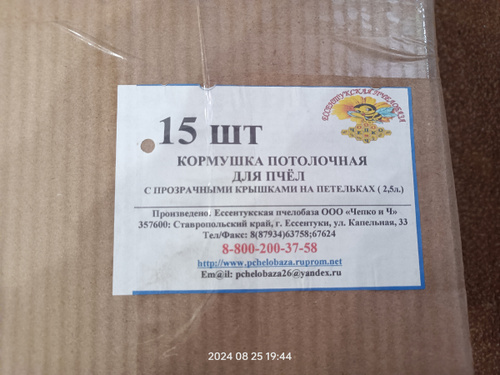 ЕССЕНТУКСКАЯ ПЧЕЛОБАЗА
15 ШТ
КОРМУШКА ПОТОЛОЧНАЯ
ДЛЯ ПЧЁЛ
С ПРОЗРАЧНЫМИ КРЫШКАМИ НА ПЕТЕЛЬКАХ ( 2,5л.)
Произведено. Ессентукская пчелобаза ООО «Чепко и Ч»
357600: Ставропольский край, г. Ессентуки, ул. Капельная, 33
Тел/Факс: 8(87934)63758;67624
8-800-200-37-58
http://www.pchelobaza.ruprom.net
Em@il: pchelobaza26@yandex.ru
2024 08 25 19:44